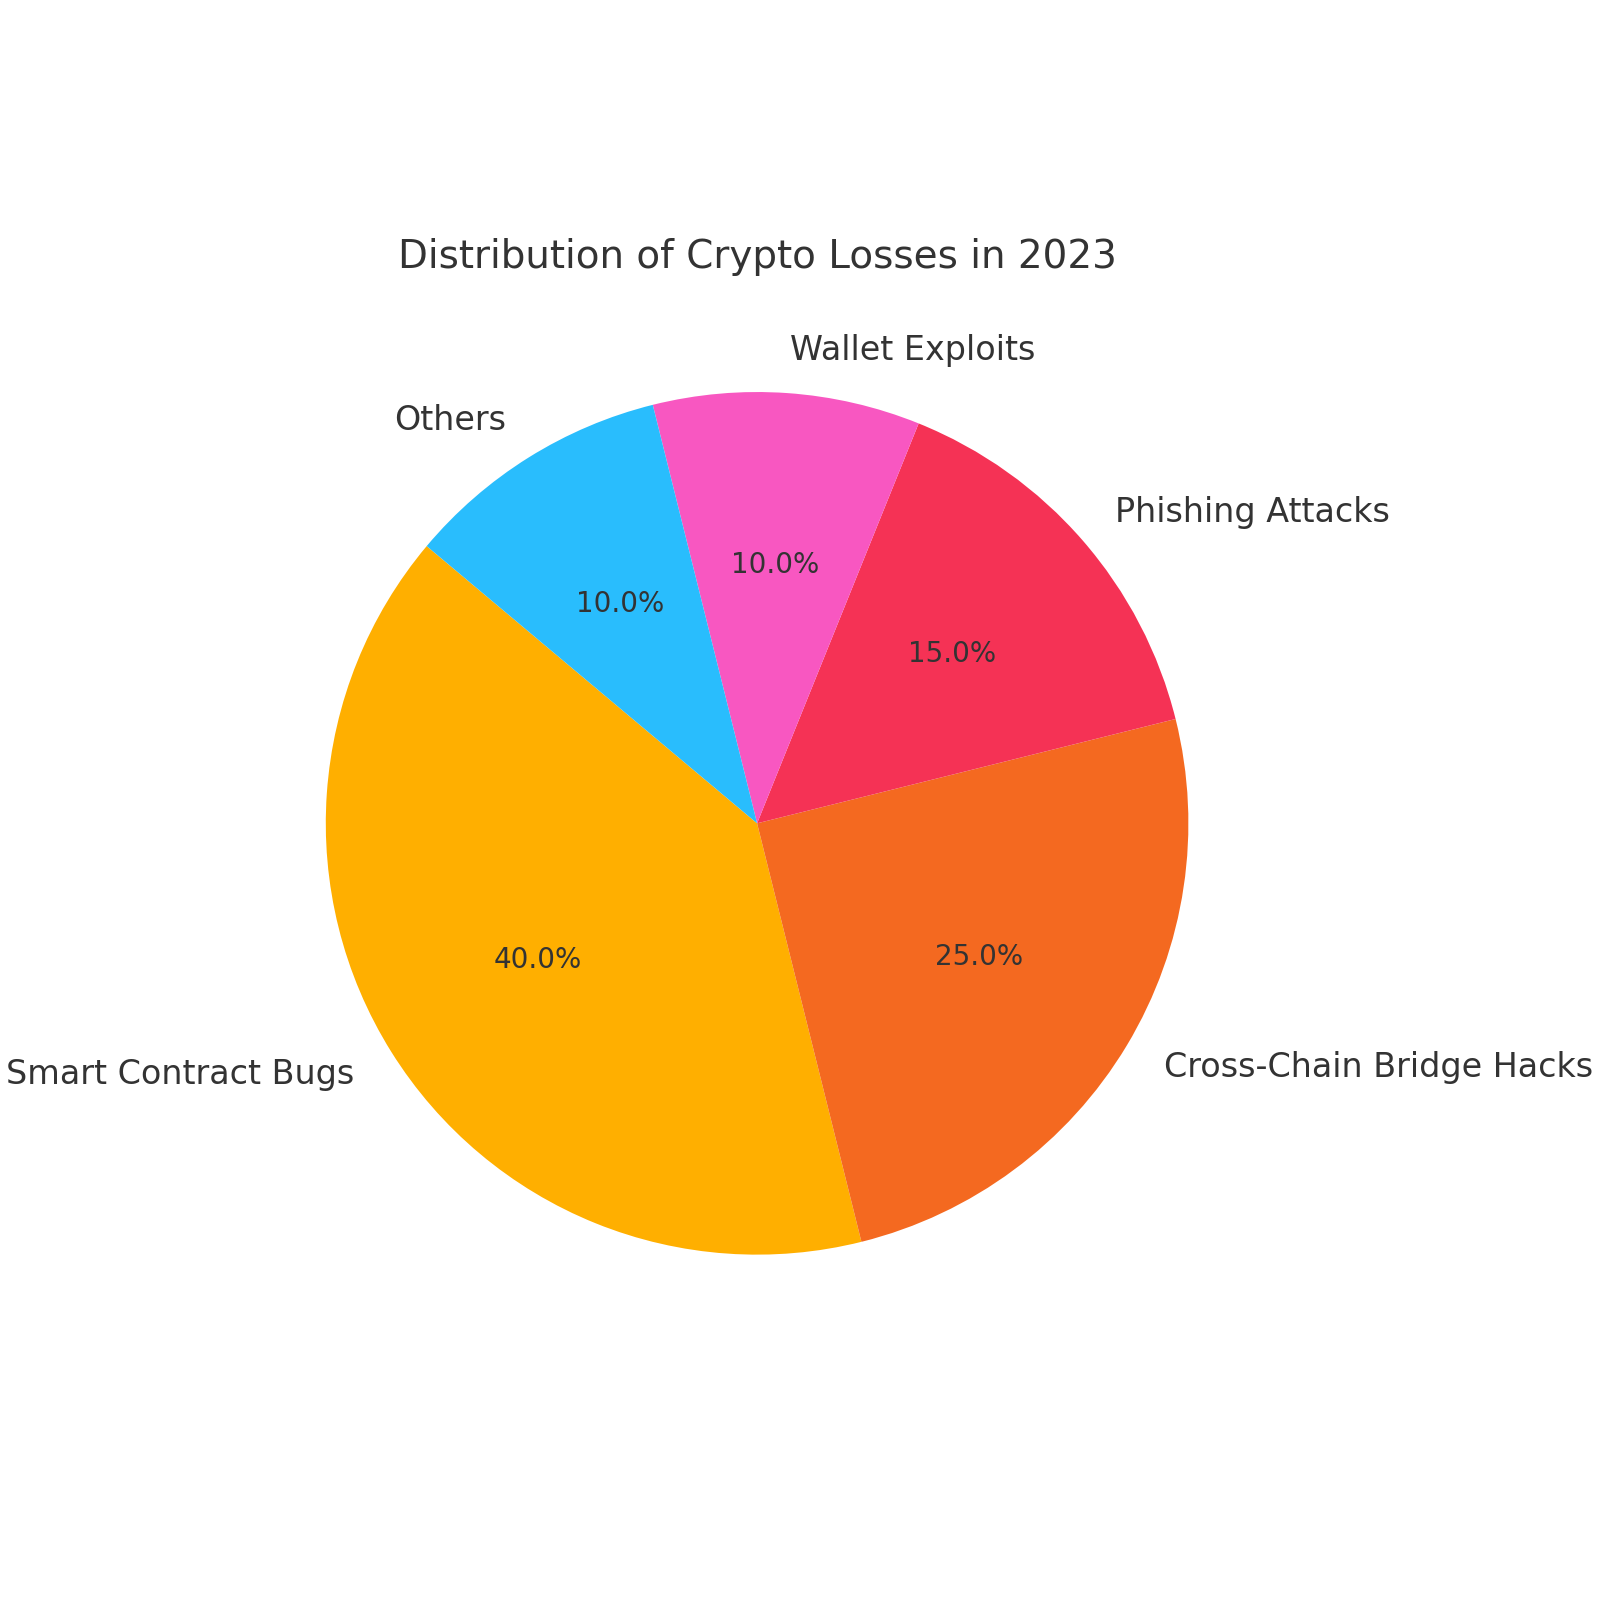 Distribution of Crypto Losses in 2023
Wallet Exploits
Others
Phishing Attacks
10.0%
10.0%
15.0%
40.0%
25.0%
Smart Contract Bugs
Cross-Chain Bridge Hacks